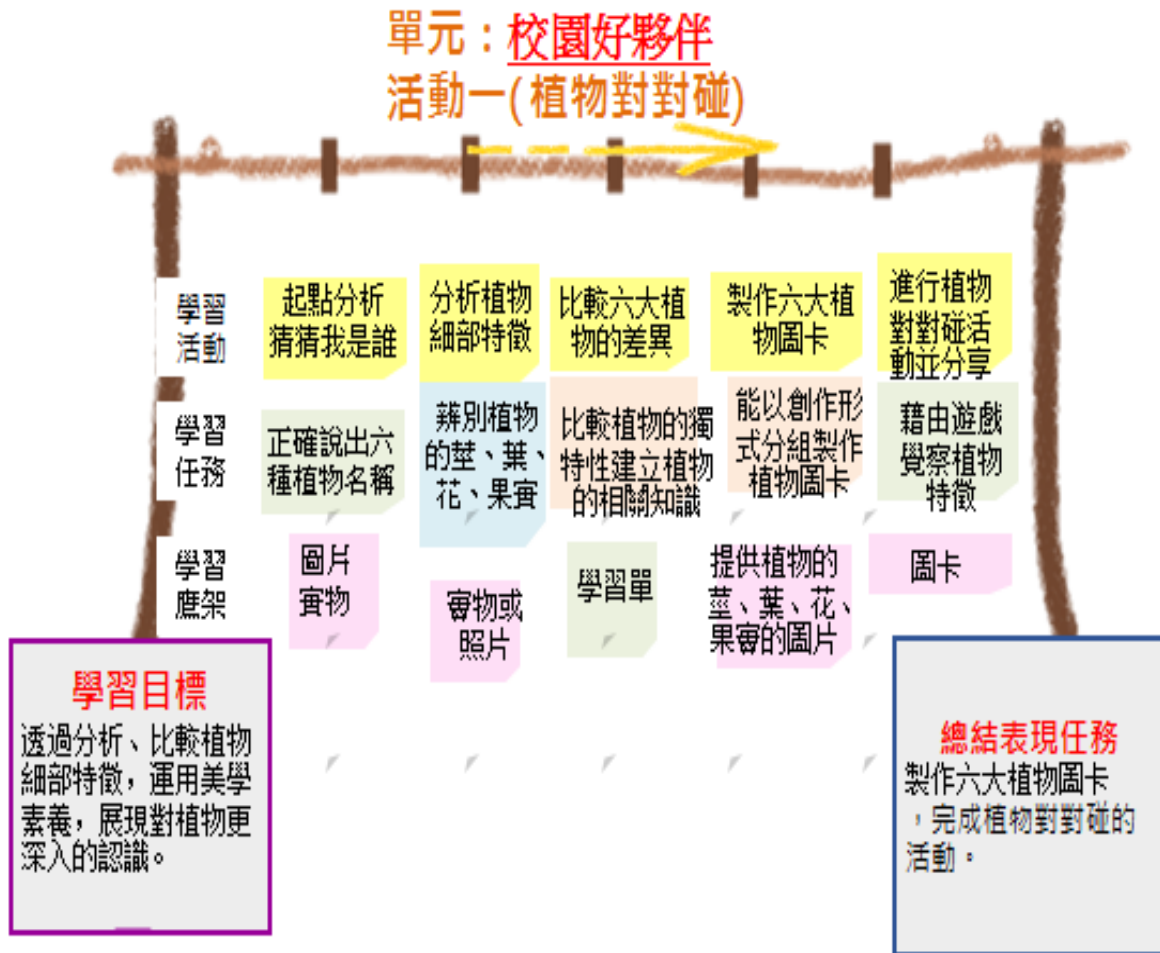 單元：校園好夥伴
活動一(植物對對碰)
學習
活動
起點分析
猜猜我是誰
分析植物
細部特徵
比較六大植
物的差異
製作六大植
物圖卡
進行植物
對對碰活
動並分享
學習
任務
正確說出六
種植物名稱
辨別植物
的莖、葉、
花、果實
比較植物的獨
特性建立植物
的相關知識
能以創作形
式分組製作
植物圖卡
藉由遊戲
覺察植物
特徵
學習
鷹架
圖片
實物
實物或
照片
學習單
提供植物的
莖、葉、花、
果實的圖片
圖卡
學習目標
透過分析、比較植物
細部特徵，運用美學
素養，展現對植物更
深入的認識。
總結表現任務
製作六大植物圖卡
，完成植物對對碰的
活動。